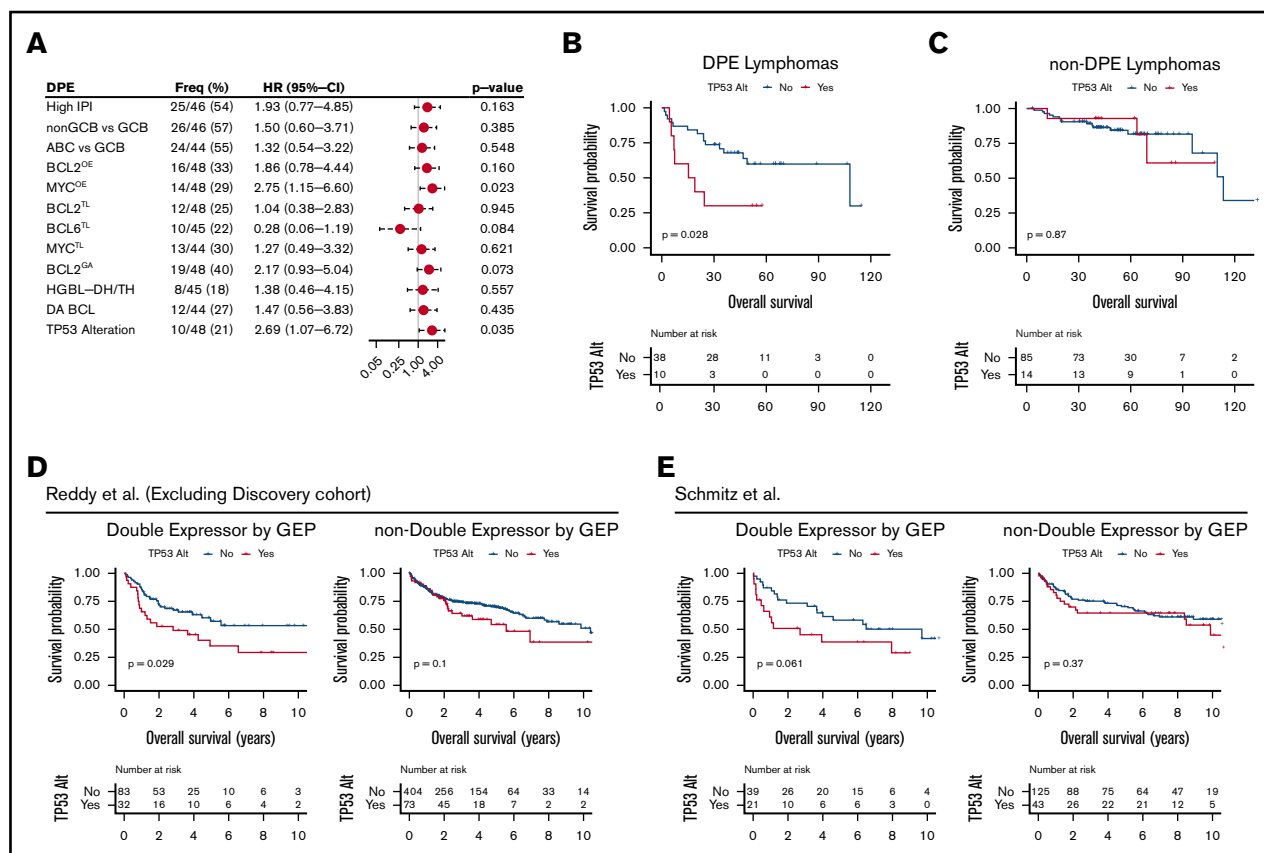 A
DPE Freq (%) HR (95%–CI) p–value
High IPI 25/46 (54) 1.93 (0.77–4.85) 0.163
nonGCB vs GCB 26/46 (57) 1.50 (0.60–3.71) 0.385
ABC vs GCB 24/44 (55) 1.32 (0.54–3.22) 0.548
BCL2OE 16/48 (33) 1.86 (0.78–4.44) 0.160
MYCOE 14/48 (29) 2.75 (1.15–6.60) 0.023
BCL2TL 12/48 (25) 1.04 (0.38–2.83) 0.945
BCL6TL 10/45 (22) 0.28 (0.06–1.19) 0.084
MYCTL 13/44 (30) 1.27 (0.49–3.32) 0.621
BCL2GA 19/48 (40) 2.17 (0.93–5.04) 0.073
HGBL–DH/TH 8/45 (18) 1.38 (0.46–4.15) 0.557
DA BCL 12/44 (27) 1.47 (0.56–3.83) 0.435
TP53 Alteration 10/48 (21) 2.69 (1.07–6.72) 0.035
0.05 0.25 1.00 4.00
B
DPE Lymphomas
TP53 Alt No Yes
Survival probability
1.00
0.75
0.50
0.25
0.00
p = 0.028
0 30 60 90 120
Overall survival
Number at risk
TP53 Alt
No 38 28 11 3 0
Yes 10 3 0 0 0
0 30 60 90 120
C
non-DPE Lymphomas
TP53 Alt No Yes
Survival probability
1.00
0.75
0.50
0.25
0.00
p = 0.87
0 30 60 90 120
Overall survival
Number at risk
TP53 Alt
No 85 73 30 7 2
Yes 14 13 9 1 0
0 30 60 90 120
D
Reddy et al. (Excluding Discovery cohort)
Double Expressor by GEP
TP53 Alt No Yes
Survival probability
1.00
0.75
0.50
0.25
0.00
p = 0.029
0 2 4 6 8 10
Overall survival (years)
Number at risk
TP53 Alt
No 83 53 25 10 6 3
Yes 32 16 10 6 4 2
0 2 4 6 8 10
non-Double Expressor by GEP
TP53 Alt No Yes
Survival probability
1.00
0.75
0.50
0.25
0.00
p = 0.1
0 2 4 6 8 10
Overall survival (years)
Number at risk
TP53 Alt
No 404 256 154 64 33 14
Yes 73 45 18 7 2 2
0 2 4 6 8 10
E
Schmitz et al.
Double Expressor by GEP
TP53 Alt No Yes
Survival probability
1.00
0.75
0.50
0.25
0.00
p = 0.061
0 2 4 6 8 10
Overall survival (years)
Number at risk
TP53 Alt
No 39 26 20 15 6 4
Yes 21 10 6 6 3 0
0 2 4 6 8 10
non-Double Expressor by GEP
TP53 Alt No Yes
Survival probability
1.00
0.75
0.50
0.25
0.00
p = 0.37
0 2 4 6 8 10
Overall survival (years)
Number at risk
TP53 Alt
No 125 88 75 64 47 19
Yes 43 26 22 21 12 5
0 2 4 6 8 10